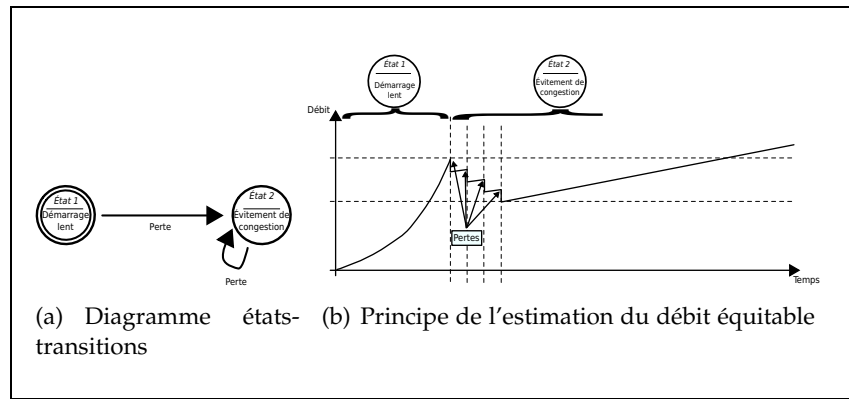 État 1
Démarrage
lent
État 2
Évitement de
congestion
Débit
État 1
Démarrage
lent
Perte
État 2
Évitement de
congestion
Perte
Pertes
Temps
(a) Diagramme états-
transitions
(b) Principe de l'estimation du débit équitable